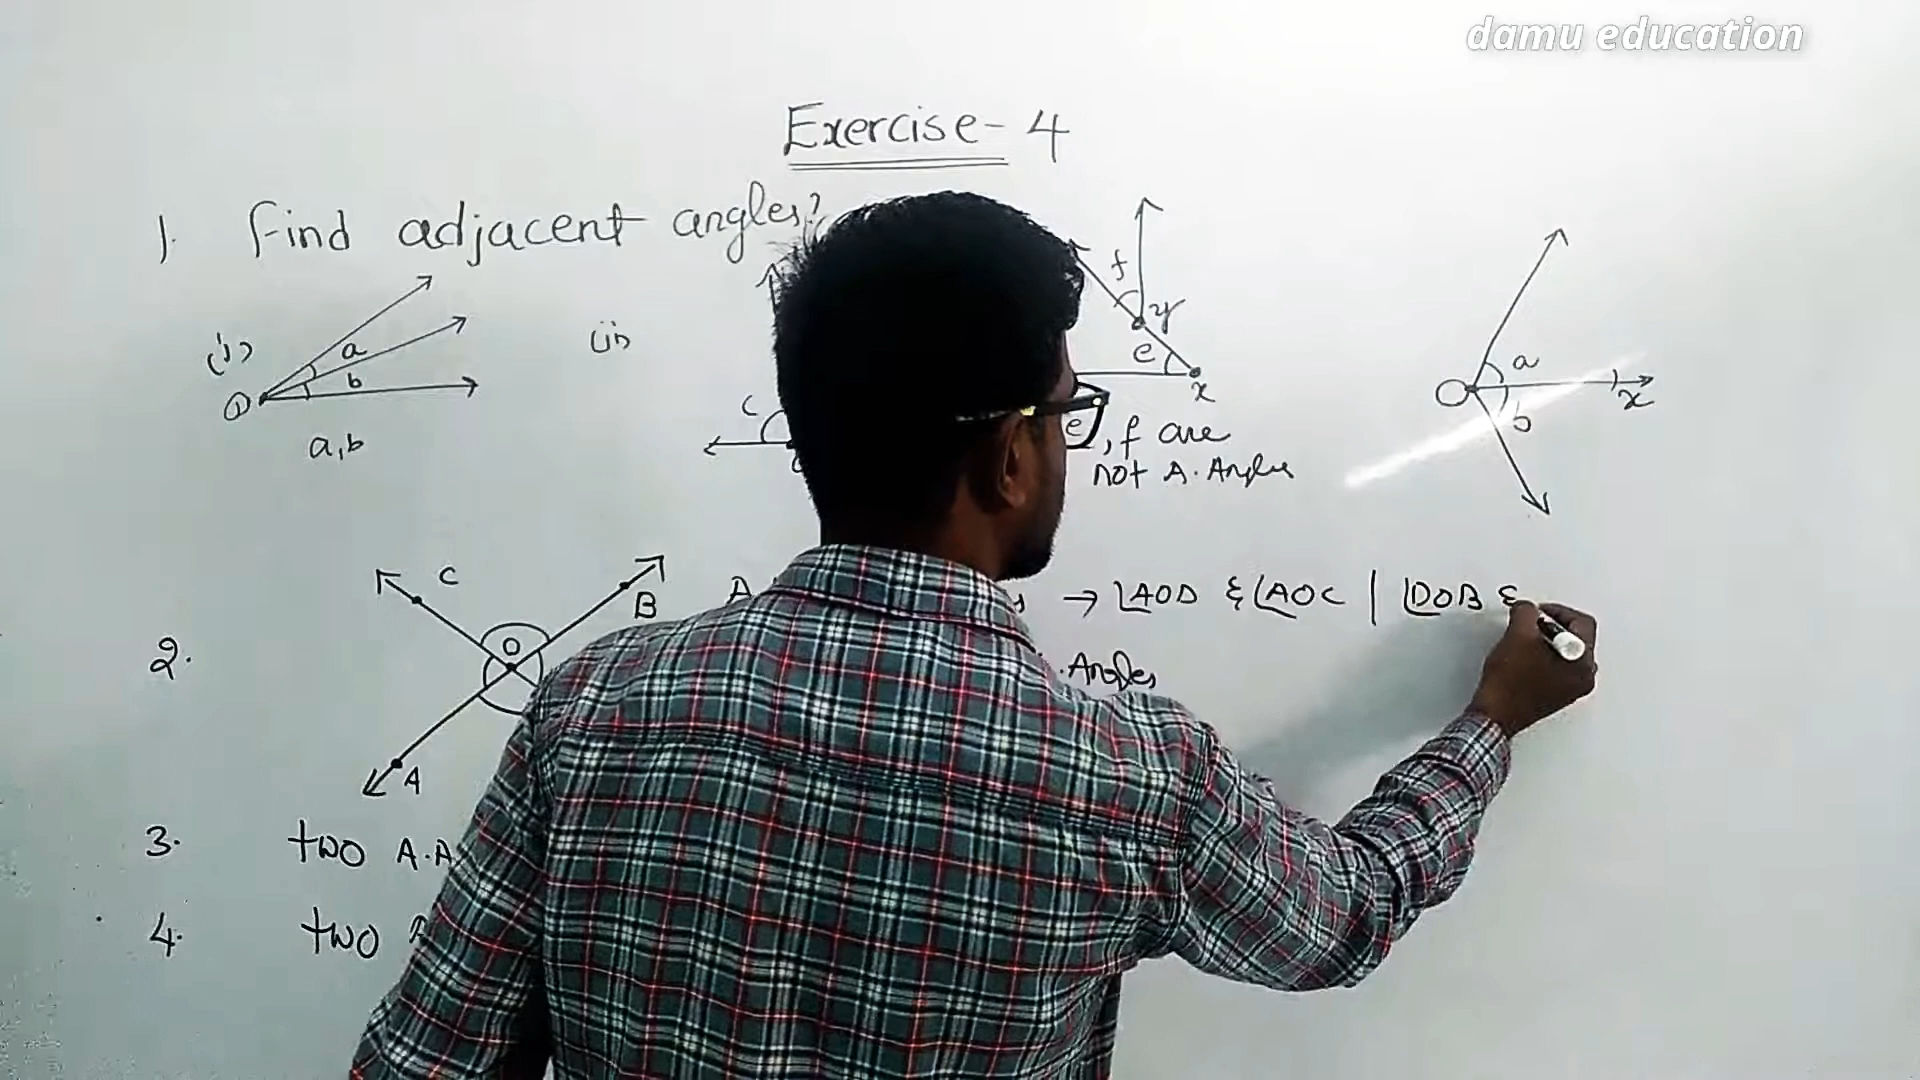 damu education
Exercise - 4
1. Find adjacent angles?
(i)
a
b
a,b
(ii)
c
f
y
e
x
e, f are
not A. Angles
O
a
b
x
2.
C
B
O
A
→ ∠AOD & ∠AOC | ∠DOB &
Angles
3. two A.A
4. two